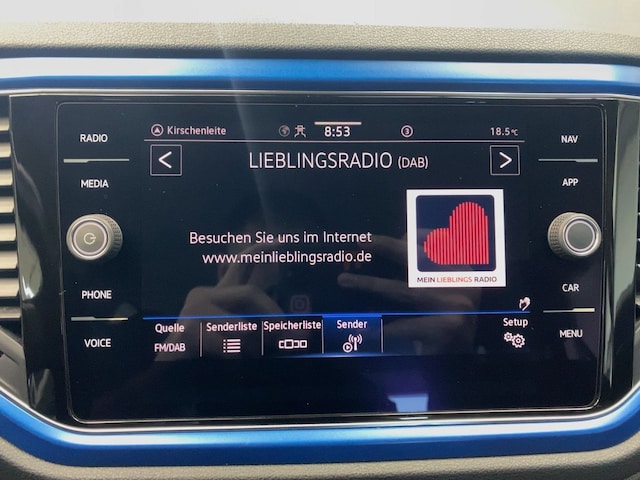 RADIO
MEDIA
PHONE
VOICE
Kirschenleite
8:53
3
18.5°C
LIEBLINGSRADIO (DAB)
Besuchen Sie uns im Internet
www.meinlieblingsradio.de
MEIN LIEBLINGS RADIO
Quelle
FM/DAB
Senderliste
Speicherliste
Sender
Setup
NAV
APP
CAR
MENU